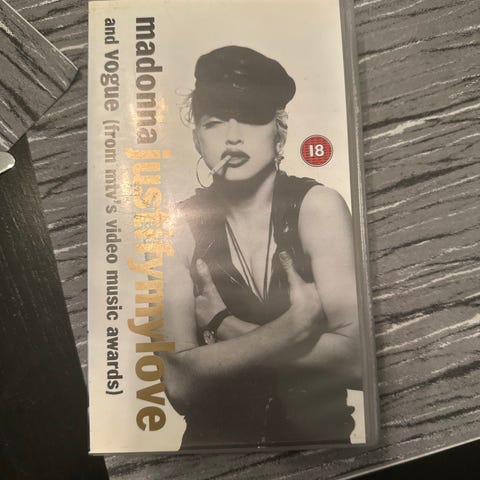 madonna justifymylove
and vogue (from mtv's video music awards)
18